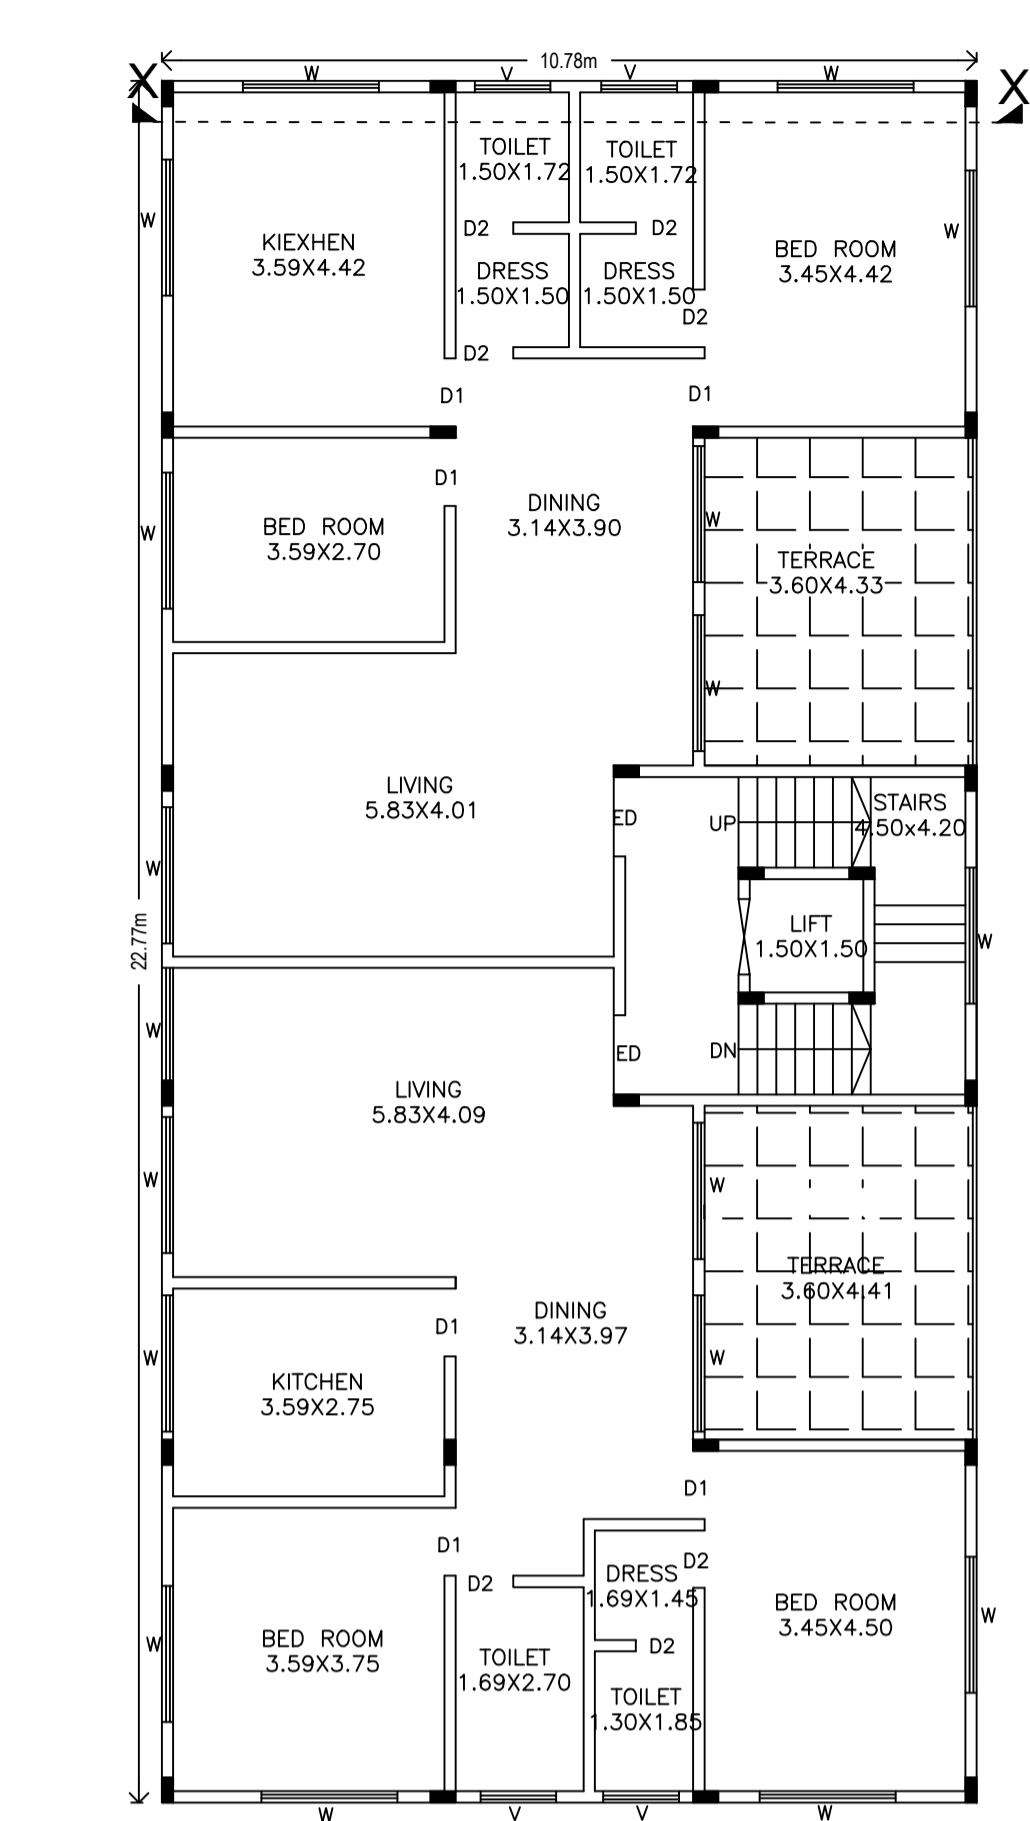 10.78m
X
X
W
V
V
W
TOILET
1.50X1.72
TOILET
1.50X1.72
W
KIEXHEN
3.59X4.42
D2
D2
BED ROOM
3.45X4.42
W
DRESS
1.50X1.50
DRESS
1.50X1.50
D2
D2
D1
D1
D1
BED ROOM
3.59X2.70
W
DINING
3.14X3.90
W
TERRACE
3.60X4.33
W
LIVING
5.83X4.01
ED
UP
STAIRS
4.50x4.20
W
22.77m
LIFT
1.50X1.50
W
W
ED
DN
LIVING
5.83X4.09
W
W
TERRACE
3.60X4.41
DINING
3.14X3.97
D1
W
W
KITCHEN
3.59X2.75
D1
D1
D2
D2
DRESS
1.69X1.45
BED ROOM
3.45X4.50
W
BED ROOM
3.59X3.75
W
D2
TOILET
1.69X2.70
TOILET
1.30X1.85
W
V
V
W